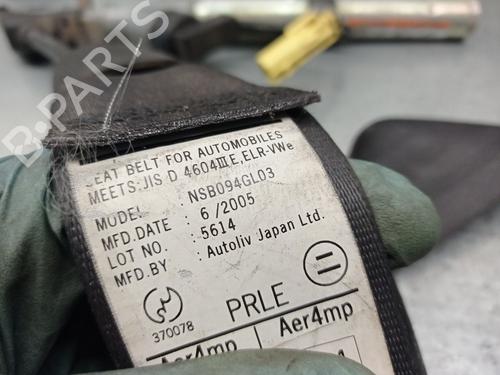 B-PARTS
SEAT BELT FOR AUTOMOBILES
MEETS:JIS D 4604III E,ELR-VWe
MODEL : NSB094GL03
MFD.DATE : 6/2005
LOT NO. : 5614
MFD.BY : Autoliv Japan Ltd.
370078
PRLE
Aer4mp Aer4mp